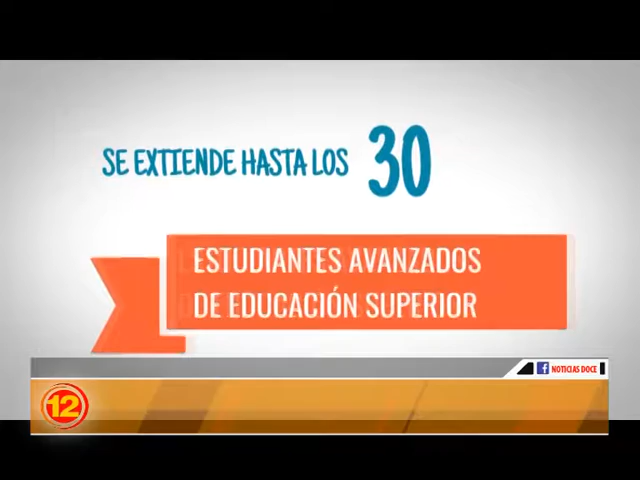 SE EXTIENDE HASTA LOS 30
ESTUDIANTES AVANZADOS
DE EDUCACIÓN SUPERIOR
NOTICIAS DOCE
12